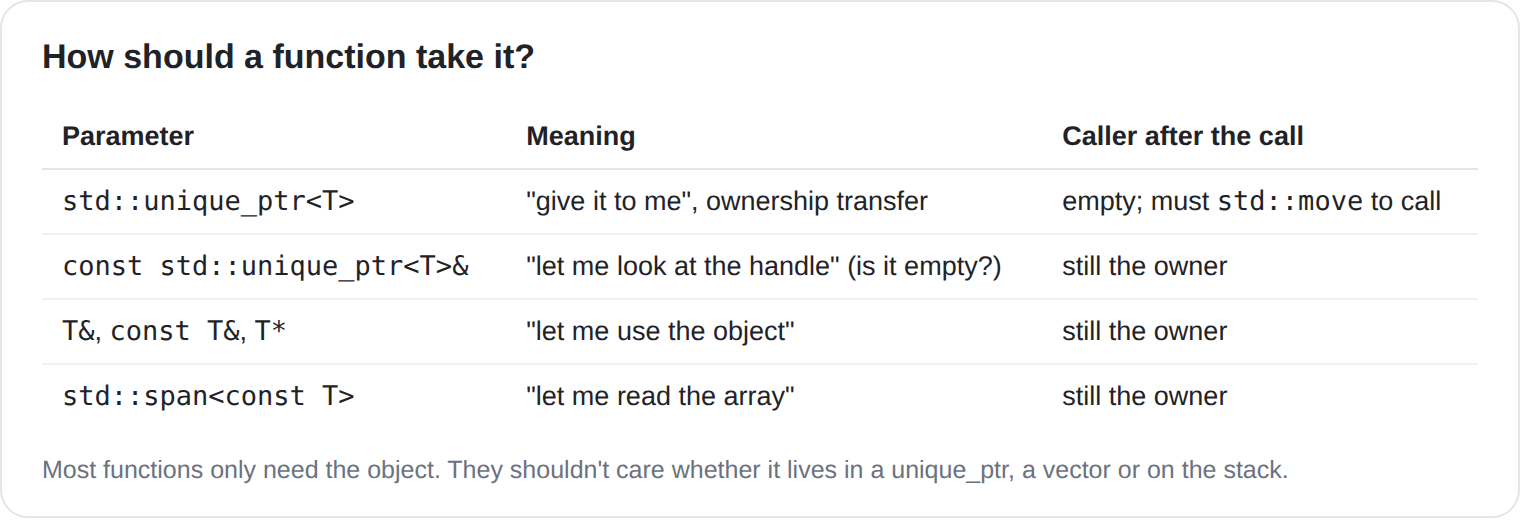 How should a function take it?
Parameter Meaning Caller after the call
std::unique_ptr<T> "give it to me", ownership transfer empty; must std::move to call
const std::unique_ptr<T>& "let me look at the handle" (is it empty?) still the owner
T&, const T&, T* "let me use the object" still the owner
std::span<const T> "let me read the array" still the owner
Most functions only need the object. They shouldn't care whether it lives in a unique_ptr, a vector or on the stack.